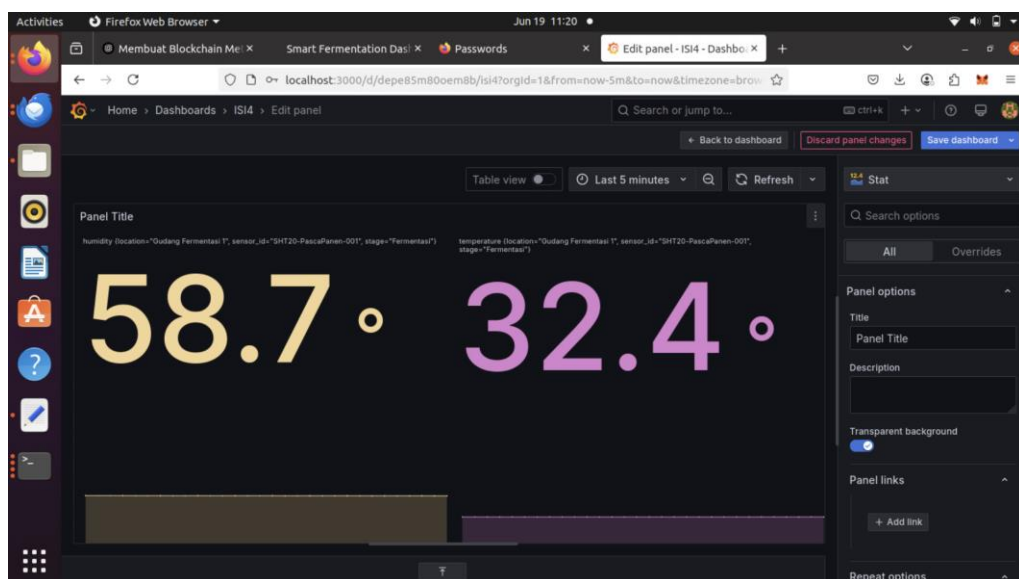 Activities
Firefox Web Browser
Jun 19 11:20
Membuat Blockchain Me
Smart Fermentation Das
Passwords
Edit panel - ISI4 - Dashbo
localhost:3000/d/depe85m80oem8b/isi4?orgId=1&from=now-5m&to=now&timezone=brow
Home › Dashboards › ISI4 › Edit panel
Search or jump to...
ctrl+k
Back to dashboard
Discard panel changes
Save dashboard
Table view
Last 5 minutes
Refresh
12.4 Stat
Panel Title
Search options
humidity {location="Gudang Fermentasi 1", sensor_id="SHT20-PascaPanen-001", stage="Fermentasi"}
temperature {location="Gudang Fermentasi 1", sensor_id="SHT20-PascaPanen-001",
stage="Fermentasi"}
58.7 °
32.4 °
All
Overrides
Panel options
Title
Panel Title
Description
Transparent background
Panel links
+ Add link
Repeat options